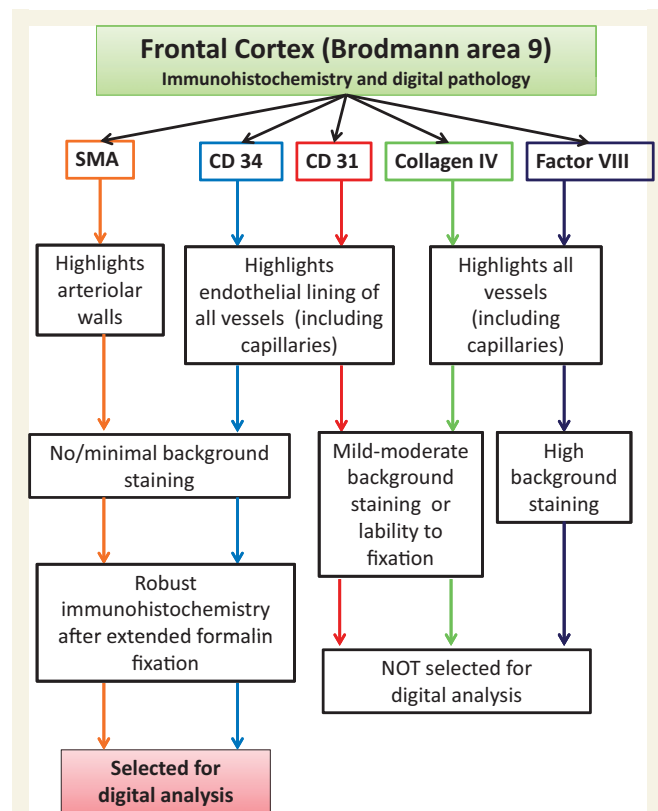 Frontal Cortex (Brodmann area 9)
Immunohistochemistry and digital pathology
SMA
CD 34
CD 31
Collagen IV
Factor VIII
Highlights
arteriolar
walls
Highlights
endothelial lining of
all vessels (including
capillaries)
Highlights all
vessels
(including
capillaries)
No/minimal background
staining
Mild-moderate
background
staining or
lability to
fixation
High
background
staining
Robust
immunohistochemistry
after extended formalin
fixation
NOT selected for
digital analysis
Selected for
digital analysis